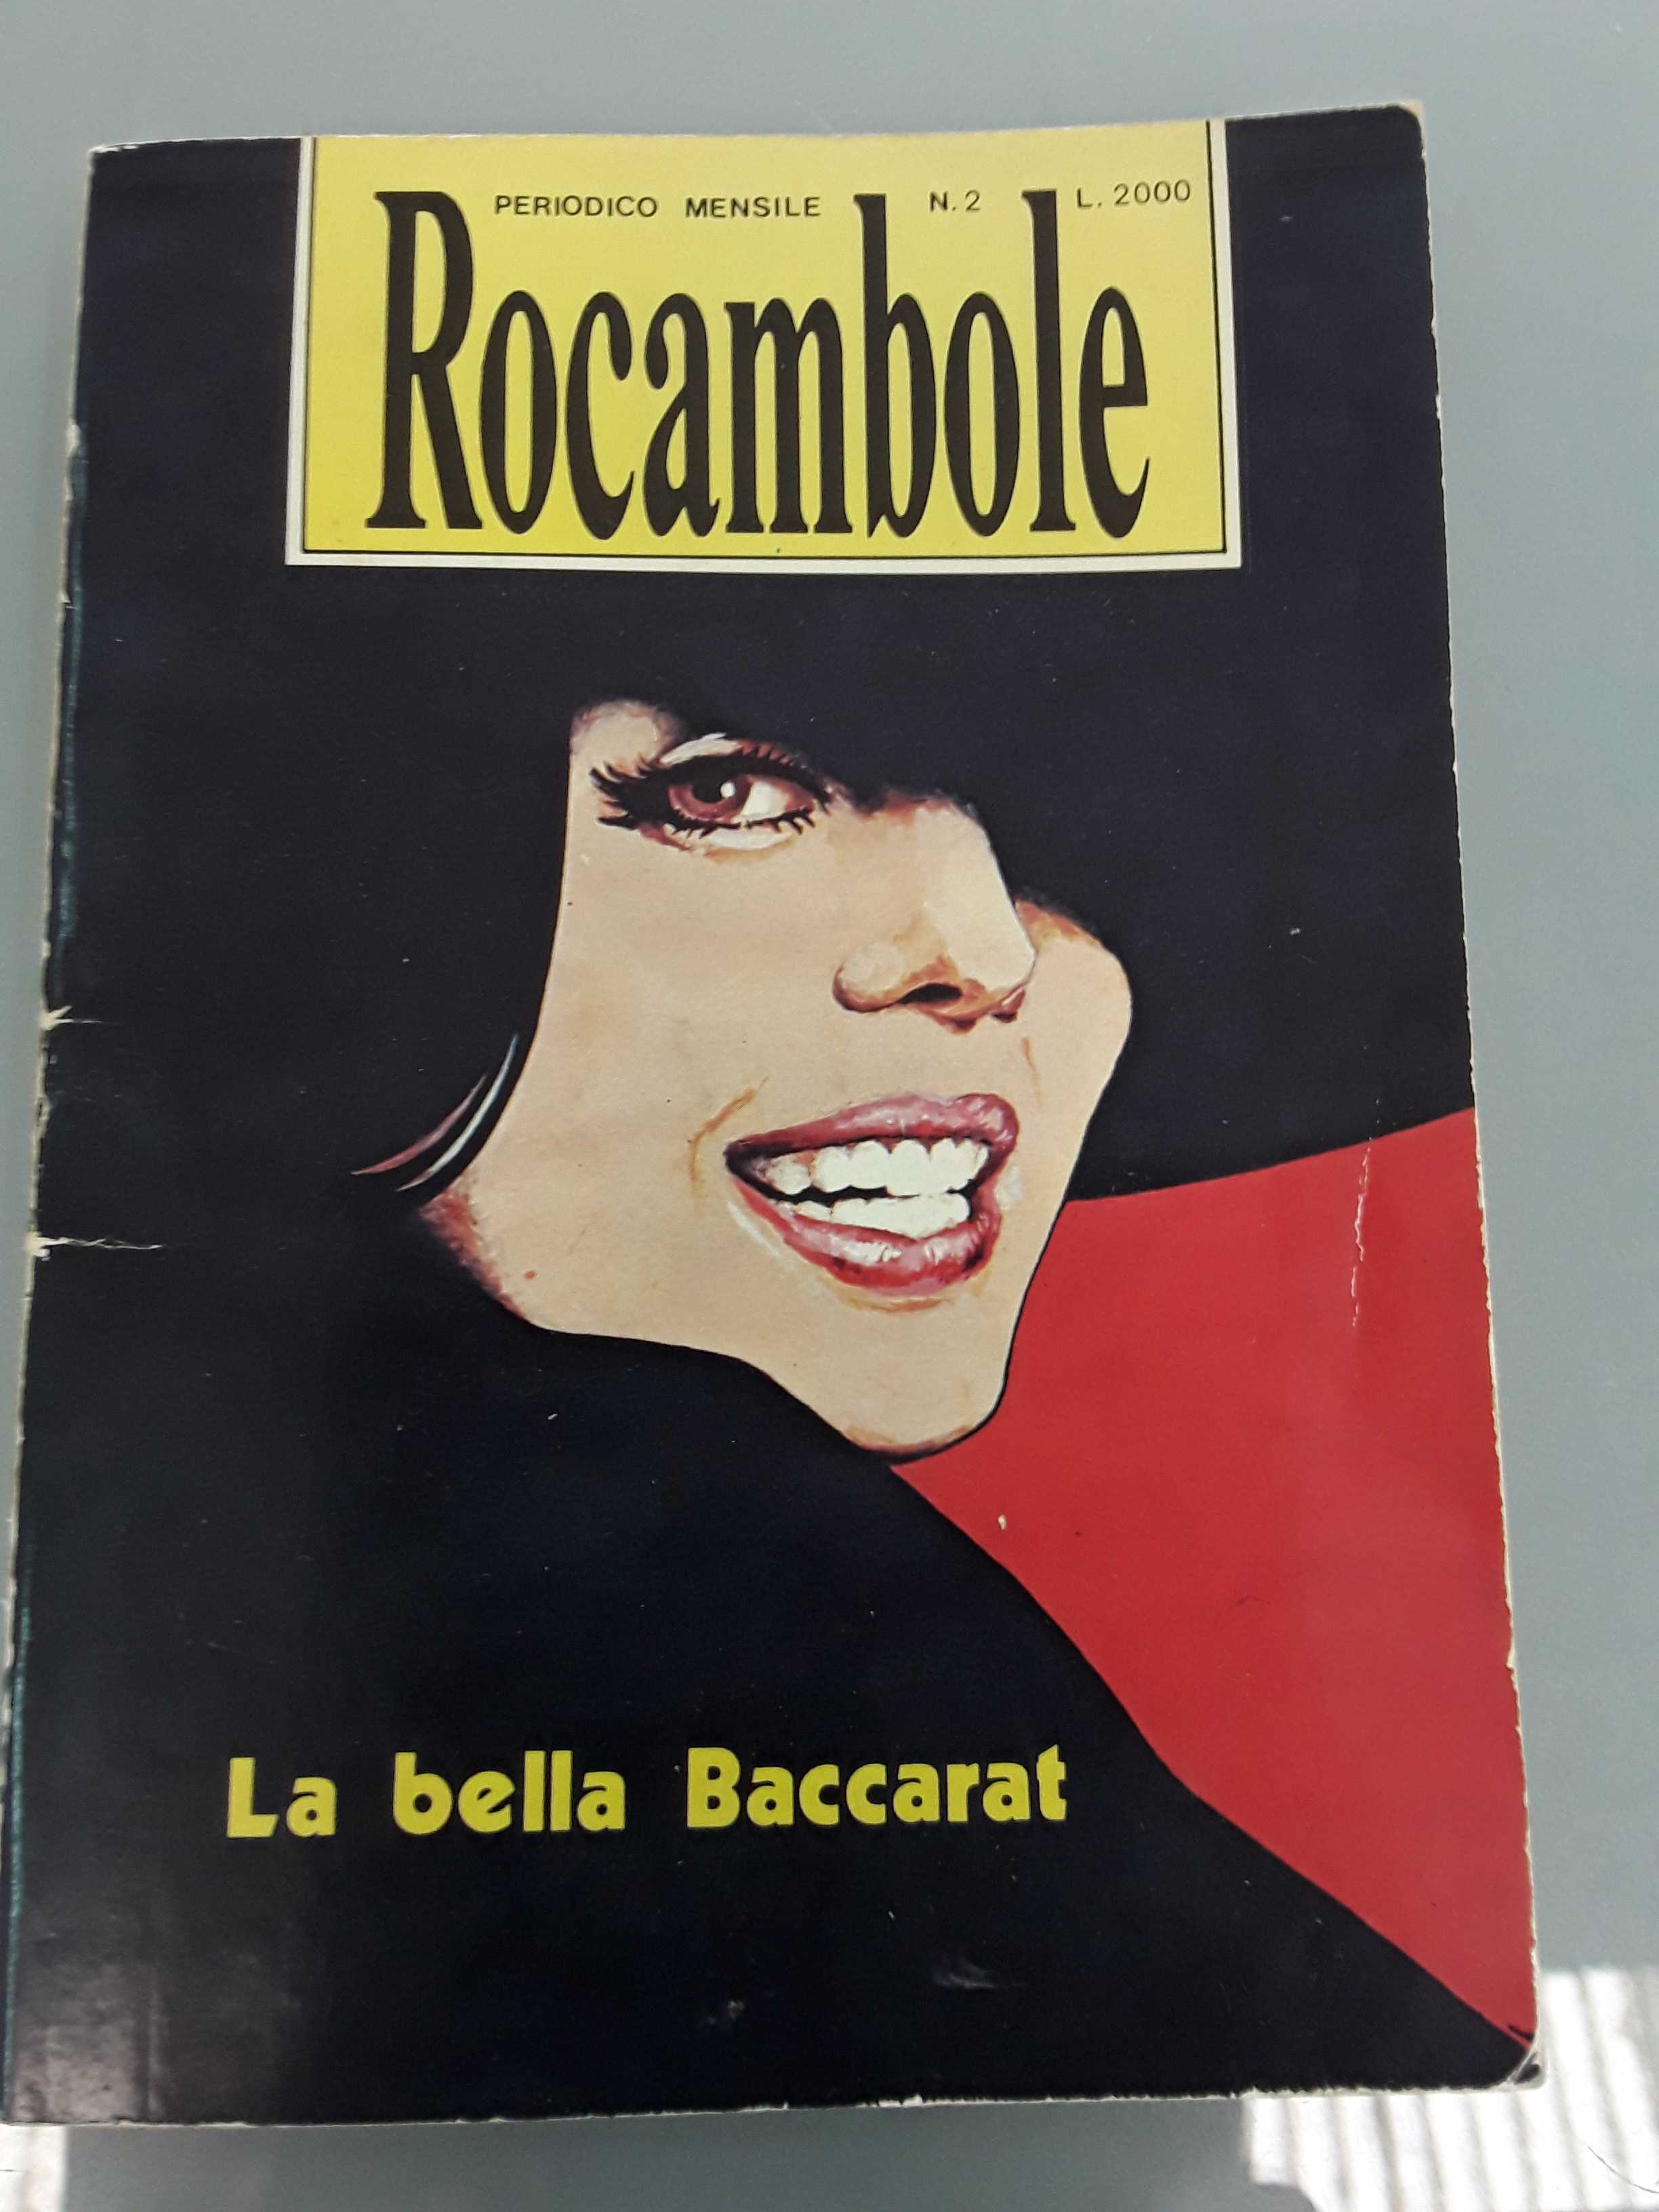 PERIODICO MENSILE N.2 L. 2000
Rocambole
La bella Baccarat